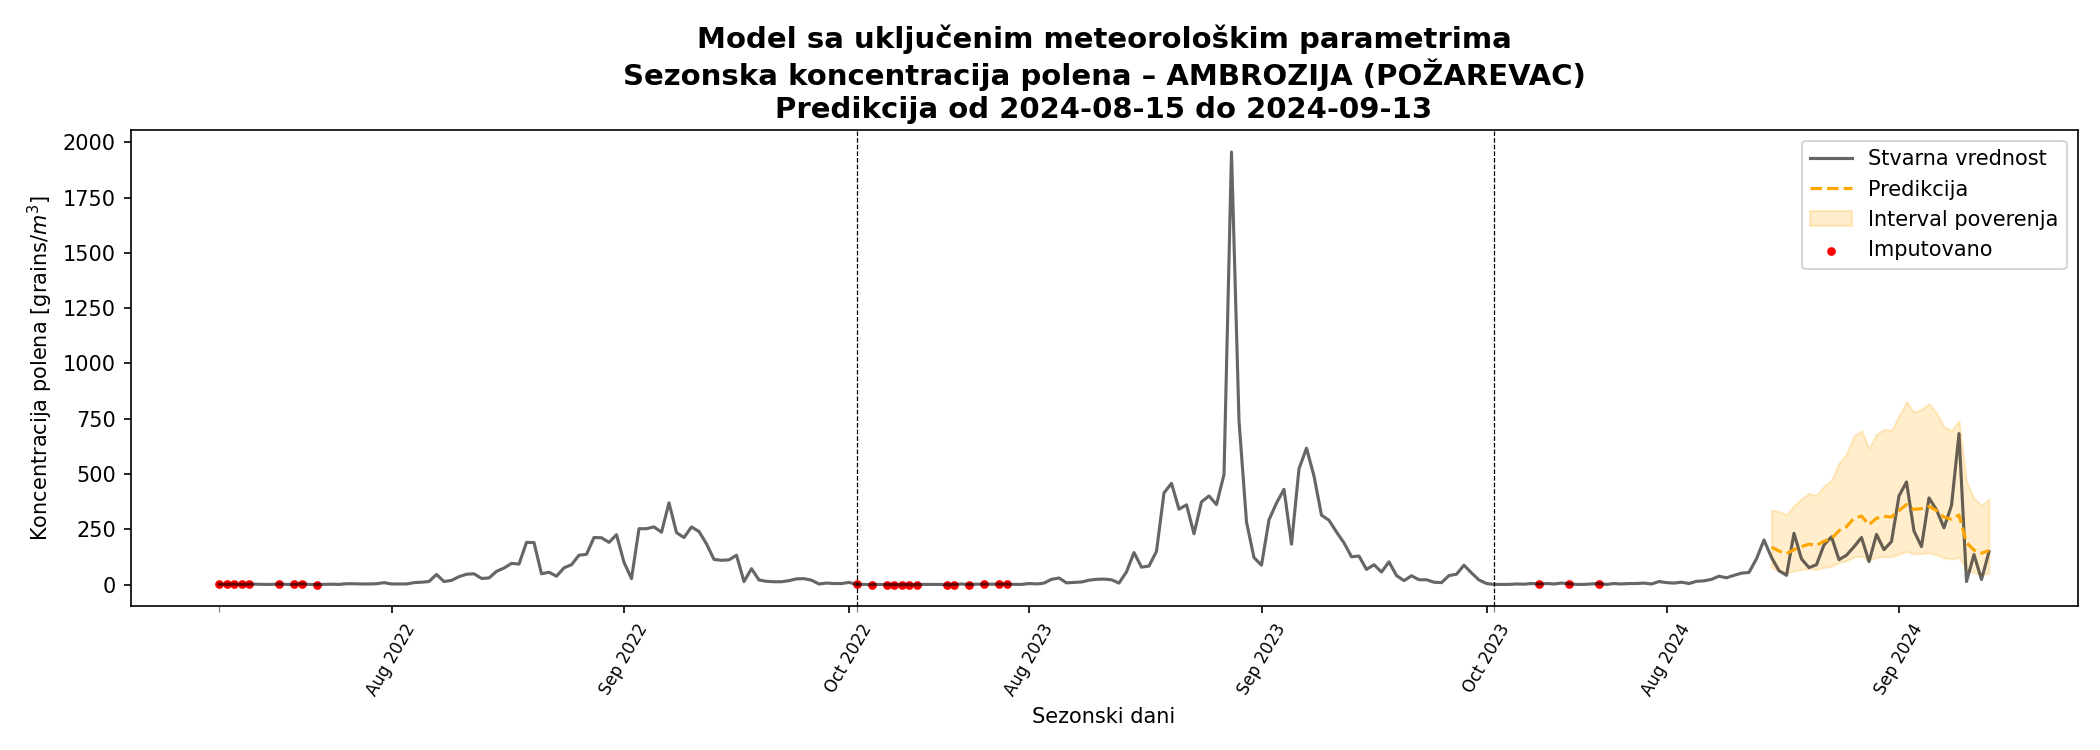 Model sa uključenim meteorološkim parametrima
Sezonska koncentracija polena – AMBROZIJA (POŽAREVAC)
Predikcija od 2024-08-15 do 2024-09-13
Koncentracija polena [grains/m³]
2000
1750
1500
1250
1000
750
500
250
0
Stvarna vrednost
Predikcija
Interval poverenja
Imputovano
Aug 2022
Sep 2022
Oct 2022
Aug 2023
Sep 2023
Oct 2023
Aug 2024
Sep 2024
Sezonski dani